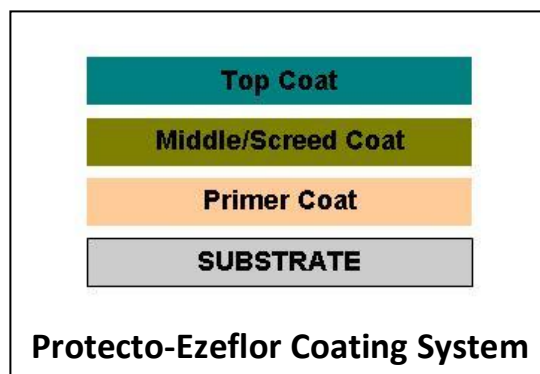 Top Coat
Middle/Screed Coat
Primer Coat
SUBSTRATE
Protecto-Ezeflor Coating System